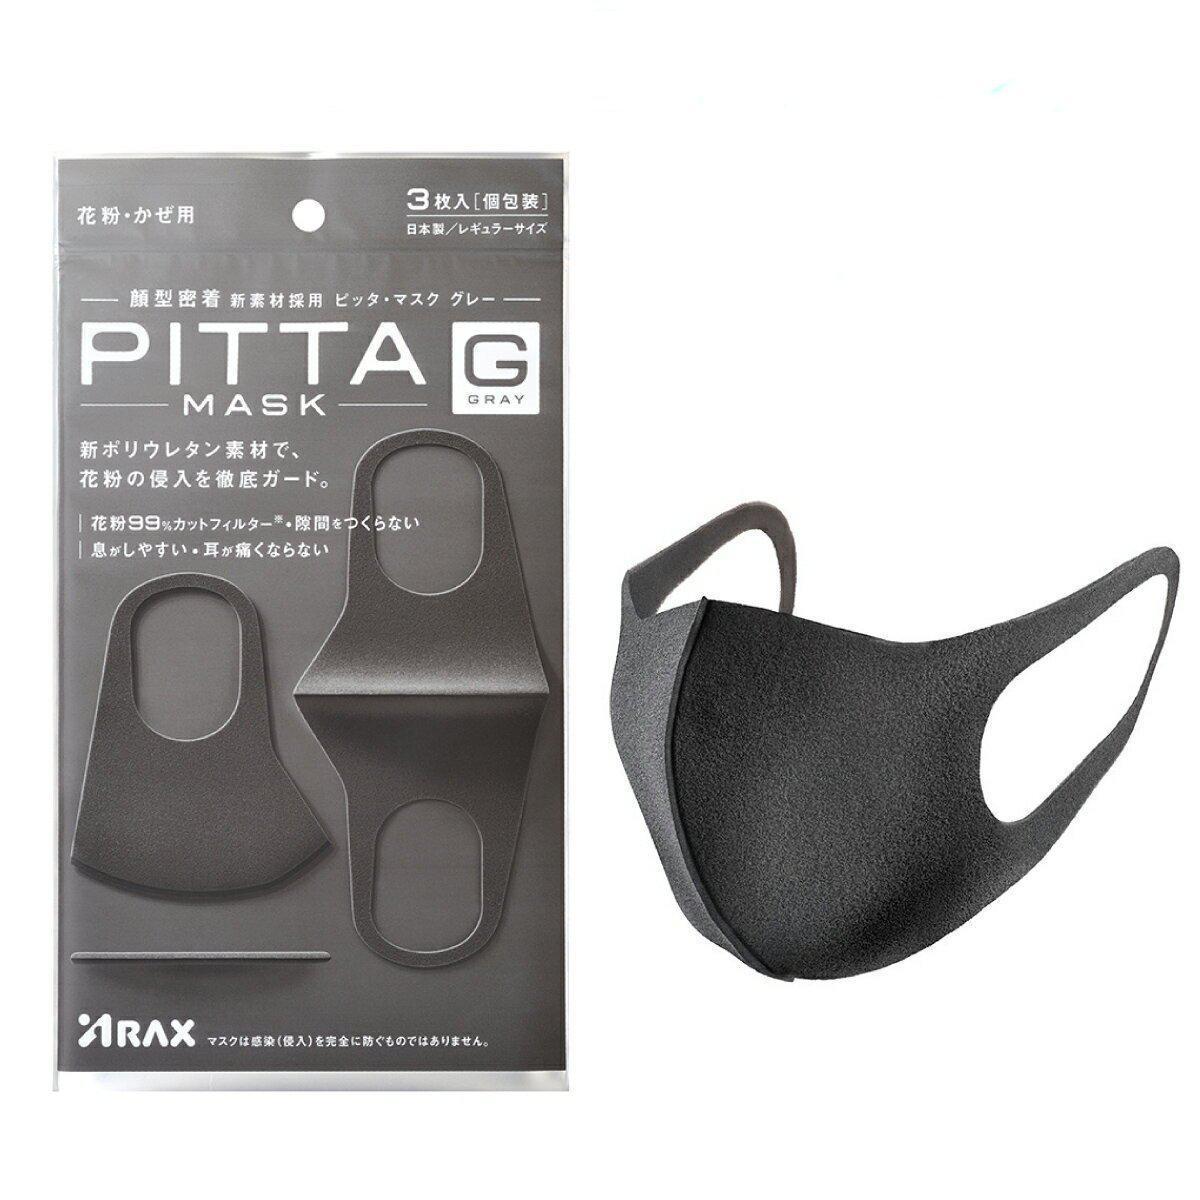 花粉・かぜ用
3枚入[個包装]
日本製／レギュラーサイズ
顔型密着 新素材採用 ピッタ・マスク グレー
PITTA
MASK
G
GRAY
新ポリウレタン素材で、
花粉の侵入を徹底ガード。
花粉99%カットフィルター※・隙間をつくらない
息がしやすい・耳が痛くならない
ARAX
マスクは感染(侵入)を完全に防ぐものではありません。